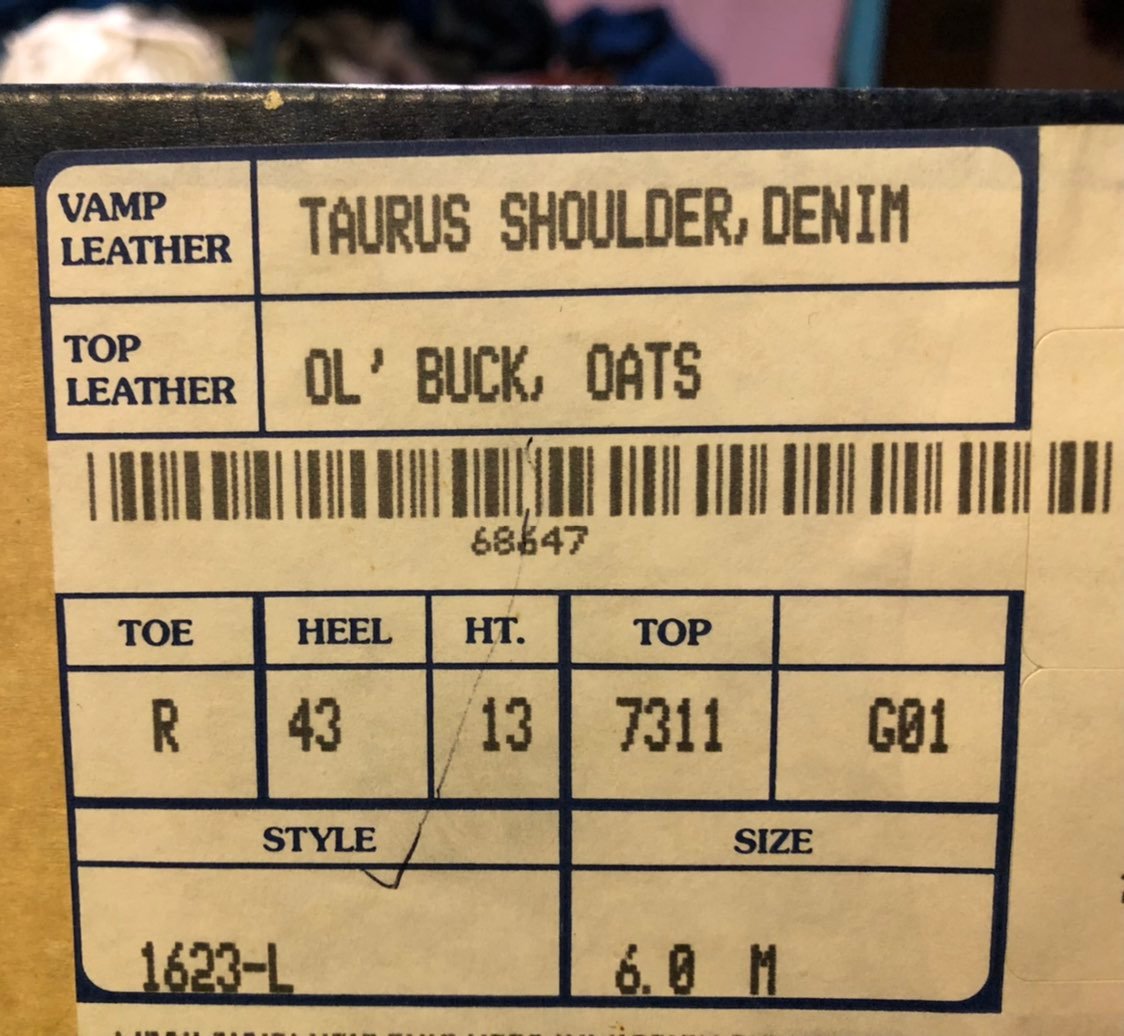 VAMP LEATHER TAURUS SHOULDER, DENIM
TOP LEATHER OL' BUCK, OATS
68647
TOE HEEL HT. TOP
R 43 13 7311 G01
STYLE SIZE
1623-L 6.0 M